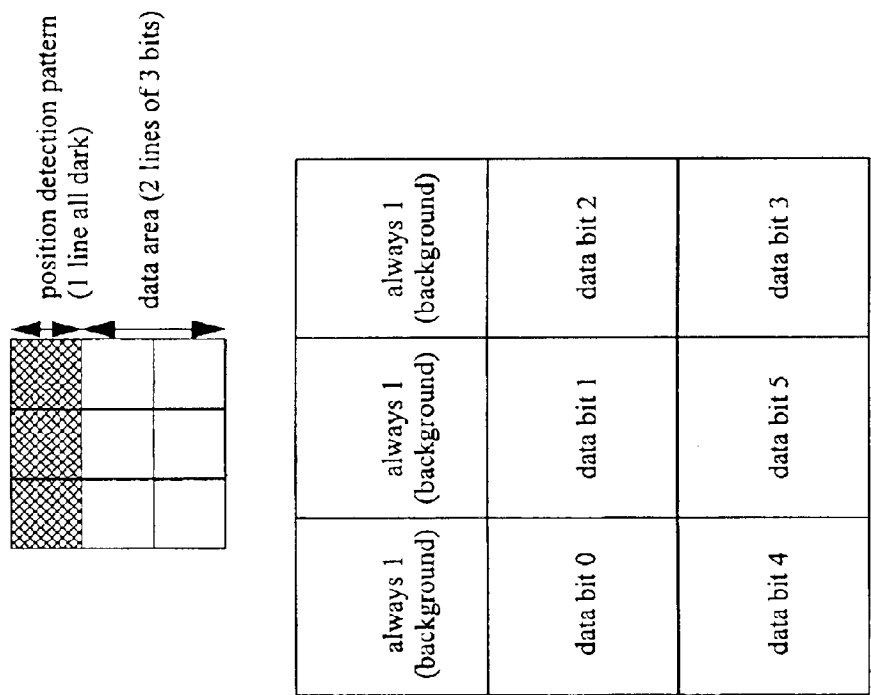 position detection pattern
(1 line all dark)
data area (2 lines of 3 bits)
always 1
(background)
always 1
(background)
always 1
(background)
data bit 0
data bit 1
data bit 2
data bit 4
data bit 5
data bit 3